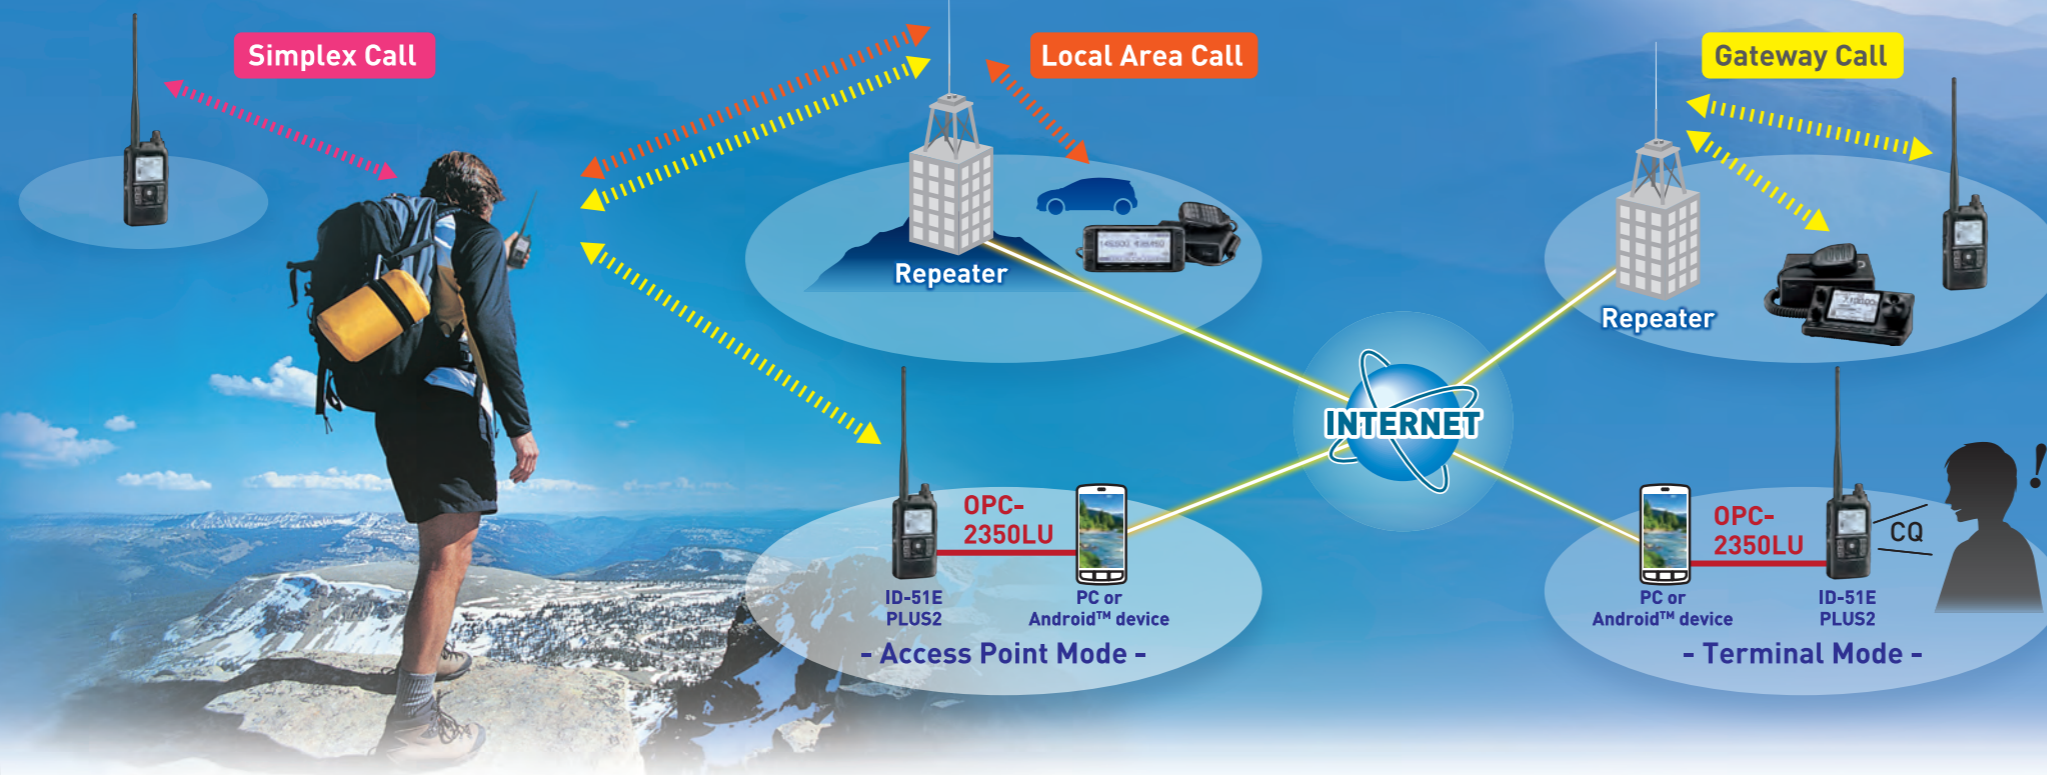 Simplex Call
Local Area Call
Gateway Call
Repeater
Repeater
INTERNET
OPC-
2350LU
ID-51E
PLUS2
PC or
Android™ device
- Access Point Mode -
OPC-
2350LU
CQ
!
PC or
Android™ device
ID-51E
PLUS2
- Terminal Mode -